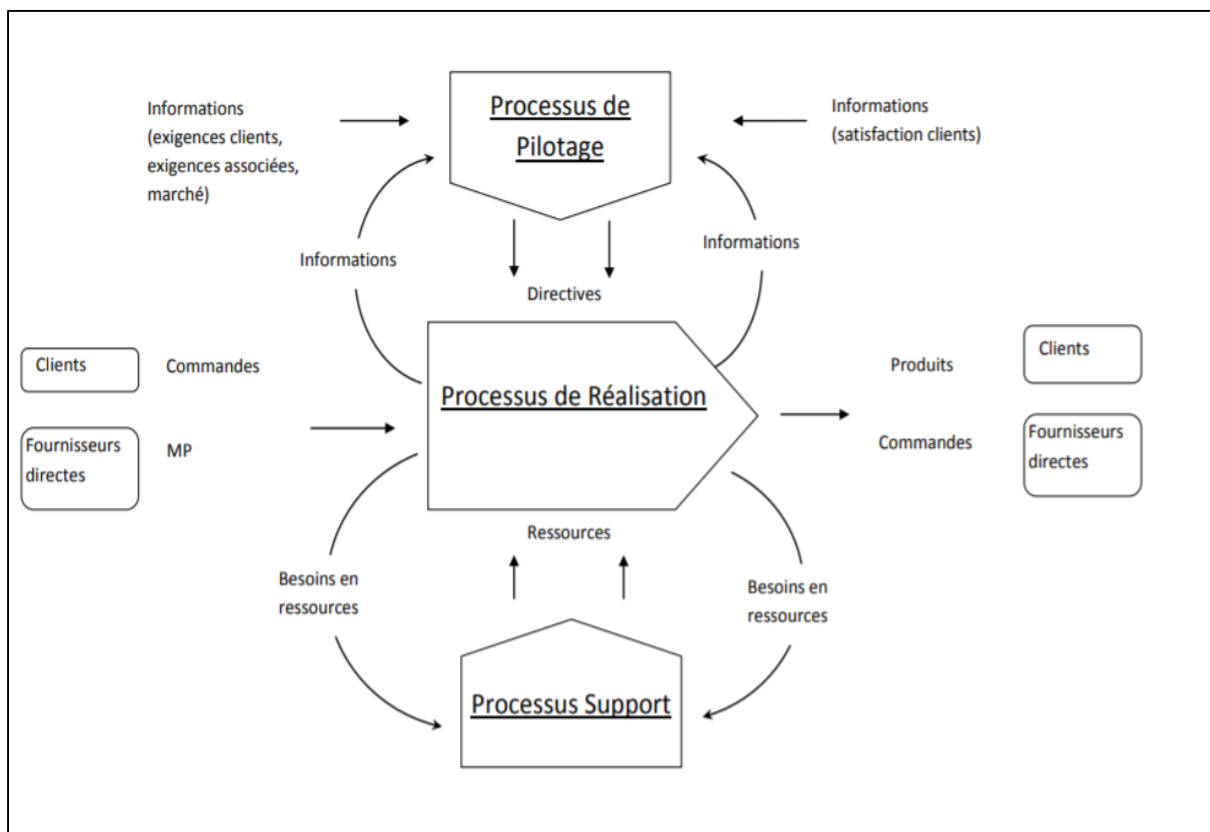 Processus de
Pilotage
Informations
(exigences clients,
exigences associées,
marché)
Informations
(satisfaction clients)
Informations
Informations
Directives
Clients
Commandes
Fournisseurs
directes
MP
Processus de Réalisation
Produits
Clients
Commandes
Fournisseurs
directes
Ressources
Besoins en
ressources
Besoins en
ressources
Processus Support